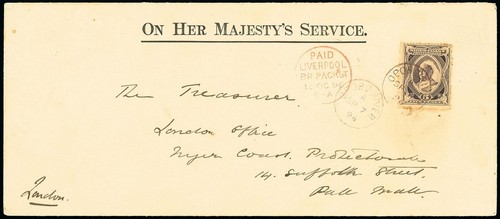 ON HER MAJESTY'S SERVICE.
PAID
LIVERPOOL
BR. PACKET
The Treasurer
London Office
Niger Coast Protectorate
14. Suffolk Street.
Pall Mall.
London.